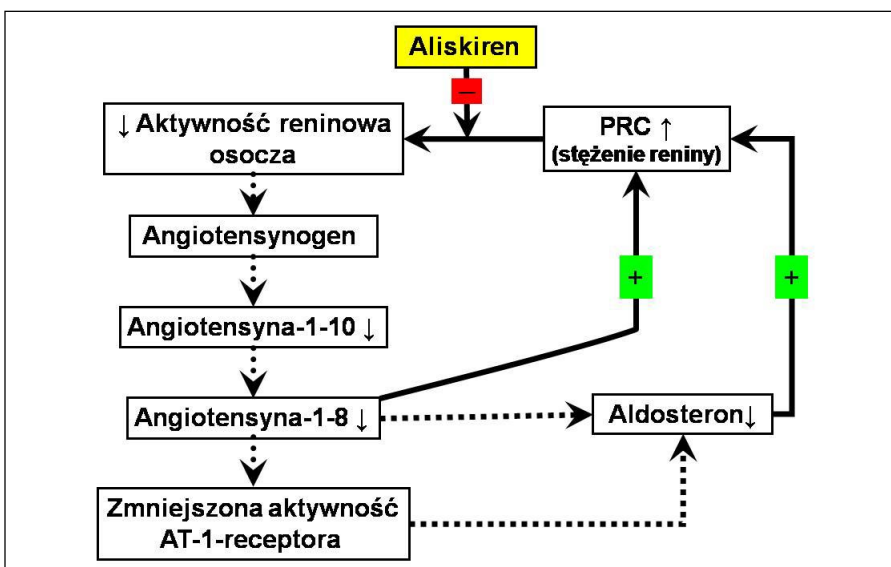 Aliskiren
–
↓ Aktywność reninowa
osocza
PRC ↑
(stężenie reniny)
Angiotensynogen
+
+
Angiotensyna-1-10 ↓
Angiotensyna-1-8 ↓
Aldosteron↓
Zmniejszona aktywność
AT-1-receptora